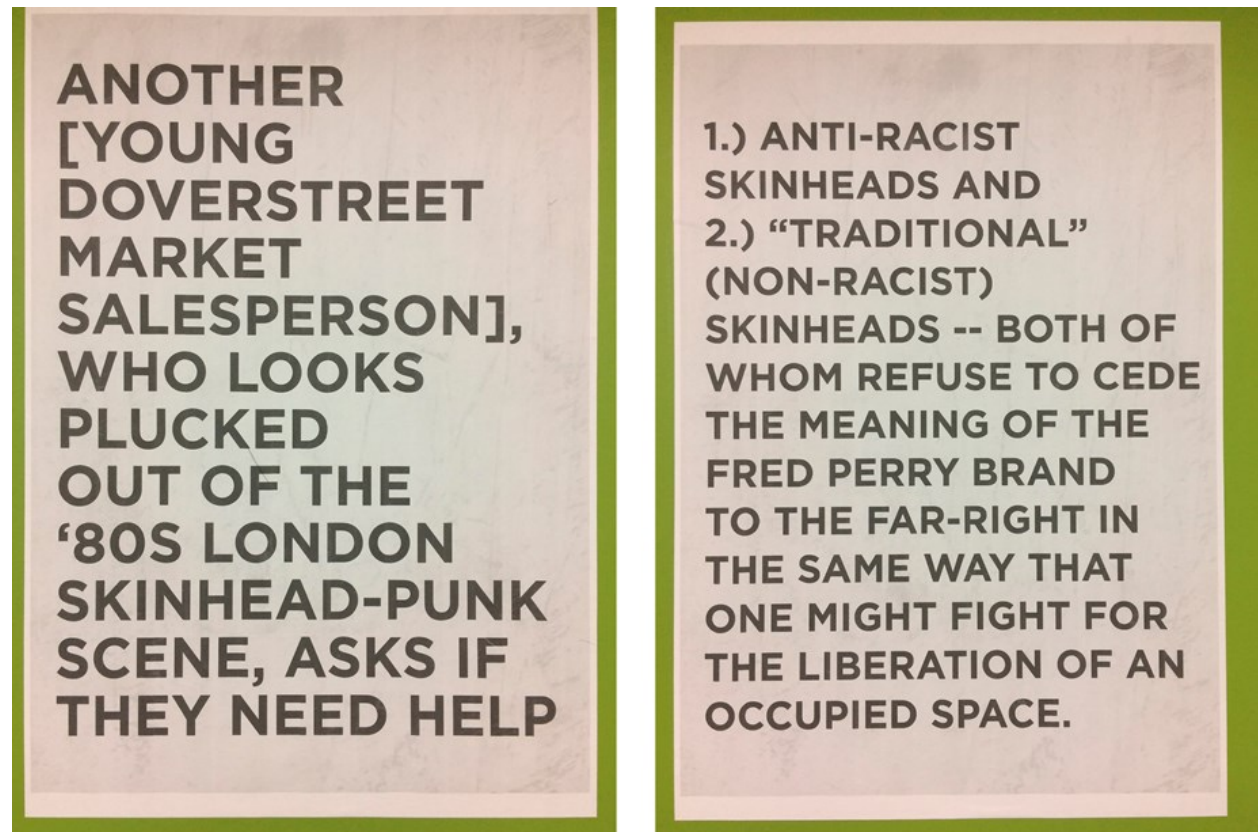 ANOTHER
[YOUNG
DOVERSTREET
MARKET
SALESPERSON],
WHO LOOKS
PLUCKED
OUT OF THE
‘80S LONDON
SKINHEAD-PUNK
SCENE, ASKS IF
THEY NEED HELP
1.) ANTI-RACIST
SKINHEADS AND
2.) “TRADITIONAL”
(NON-RACIST)
SKINHEADS -- BOTH OF
WHOM REFUSE TO CEDE
THE MEANING OF THE
FRED PERRY BRAND
TO THE FAR-RIGHT IN
THE SAME WAY THAT
ONE MIGHT FIGHT FOR
THE LIBERATION OF AN
OCCUPIED SPACE.